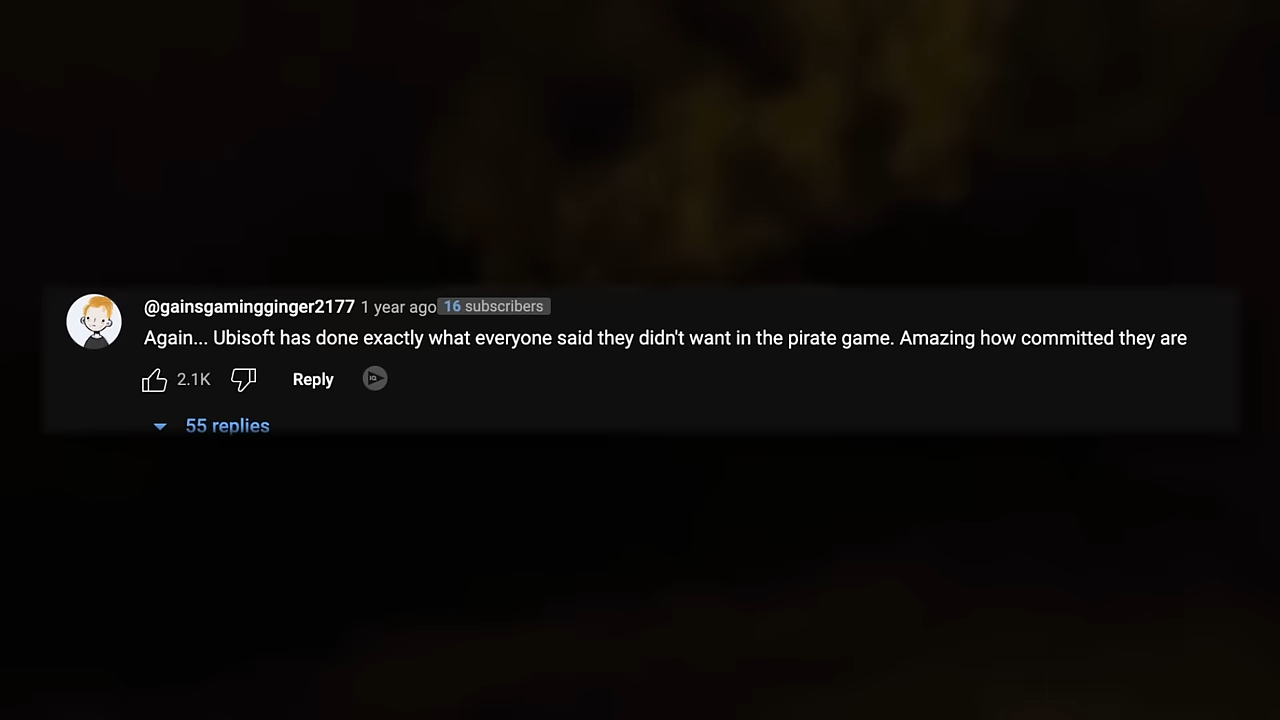 @gainsgamingginger2177 1 year ago 16 subscribers
Again... Ubisoft has done exactly what everyone said they didn't want in the pirate game. Amazing how committed they are
2.1K Reply IQ
55 replies